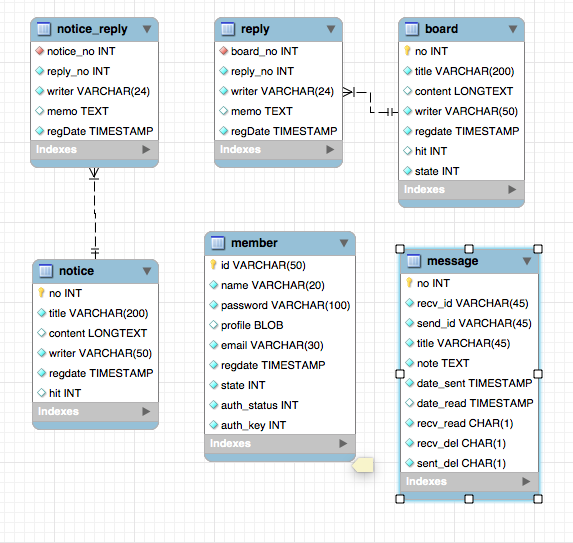 notice_reply
notice_no INT
reply_no INT
writer VARCHAR(24)
memo TEXT
regDate TIMESTAMP
Indexes
reply
board_no INT
reply_no INT
writer VARCHAR(24)
memo TEXT
regDate TIMESTAMP
Indexes
board
no INT
title VARCHAR(200)
content LONGTEXT
writer VARCHAR(50)
regdate TIMESTAMP
hit INT
state INT
Indexes
notice
no INT
title VARCHAR(200)
content LONGTEXT
writer VARCHAR(50)
regdate TIMESTAMP
hit INT
Indexes
member
id VARCHAR(50)
name VARCHAR(20)
password VARCHAR(100)
profile BLOB
email VARCHAR(30)
regdate TIMESTAMP
state INT
auth_status INT
auth_key INT
Indexes
message
no INT
recv_id VARCHAR(45)
send_id VARCHAR(45)
title VARCHAR(45)
note TEXT
date_sent TIMESTAMP
date_read TIMESTAMP
recv_read CHAR(1)
recv_del CHAR(1)
sent_del CHAR(1)
Indexes